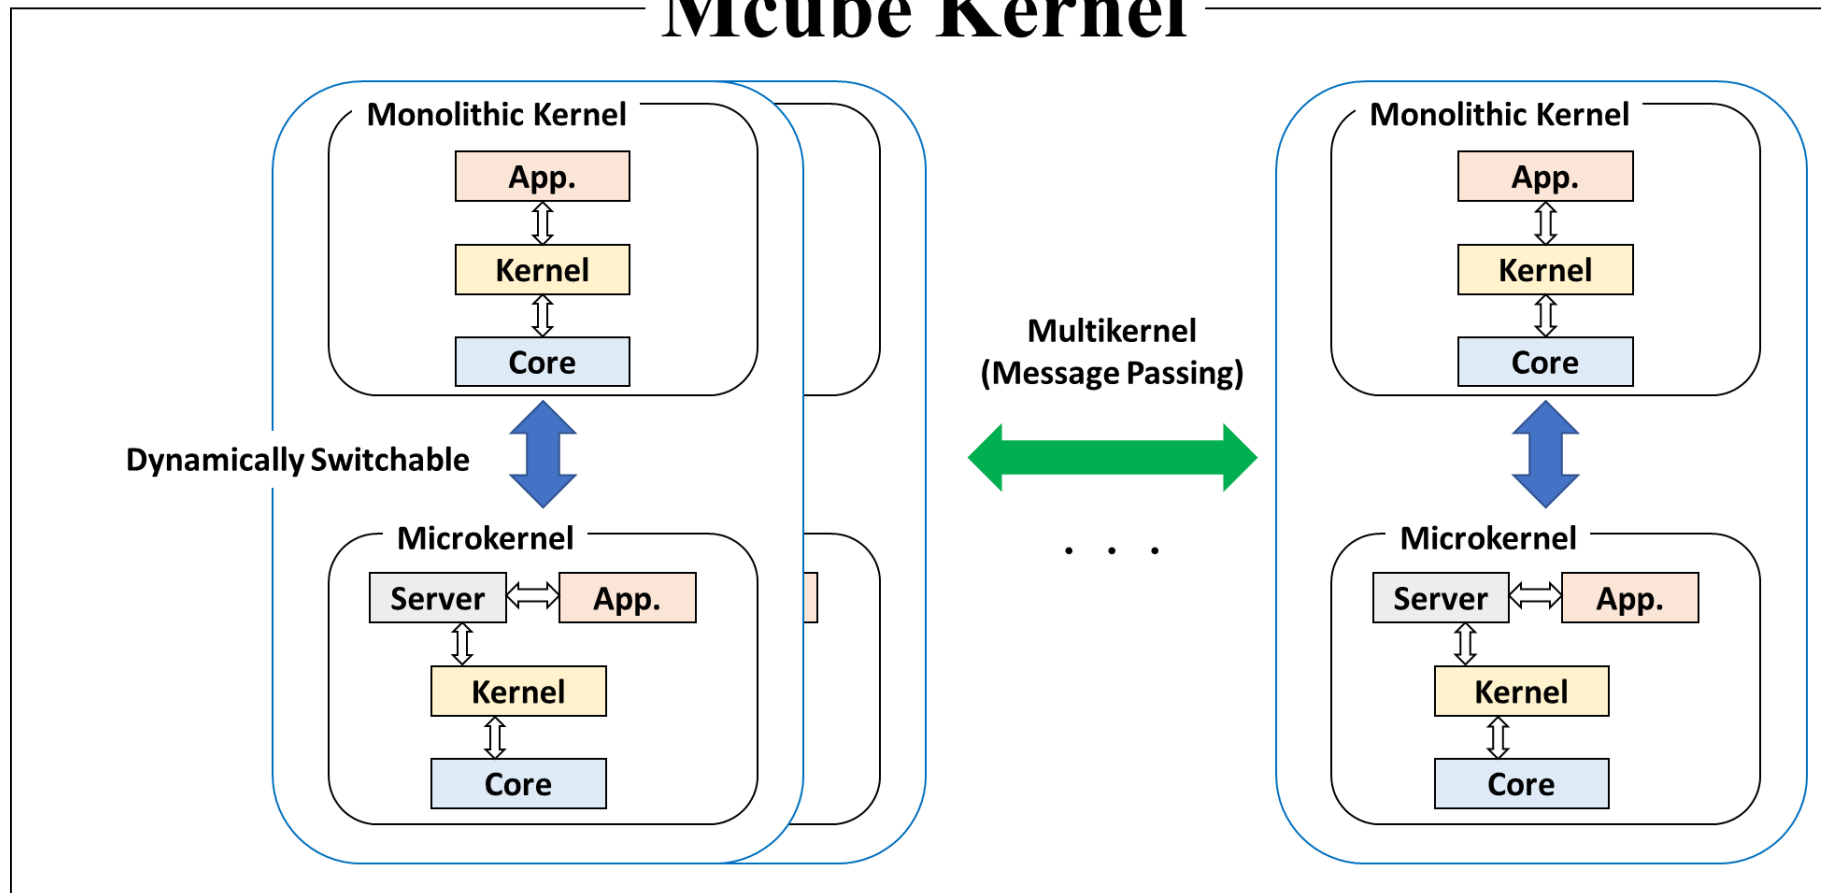 Mcube Kernel
Monolithic Kernel
App.
Kernel
Core
Dynamically Switchable
Microkernel
Server
App.
Kernel
Core
Multikernel
(Message Passing)
. . .
Monolithic Kernel
App.
Kernel
Core
Microkernel
Server
App.
Kernel
Core